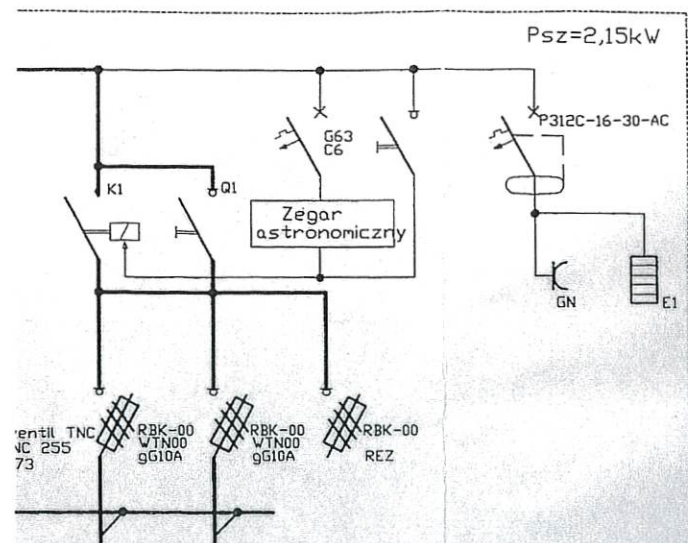 Psz=2,15kW
G63
C6
P312C-16-30-AC
K1
Q1
Zegar
astronomiczny
GN
E1
ventil TNC
NC 255
73
RBK-00
WTN00
gG10A
RBK-00
WTN00
gG10A
RBK-00
REZ